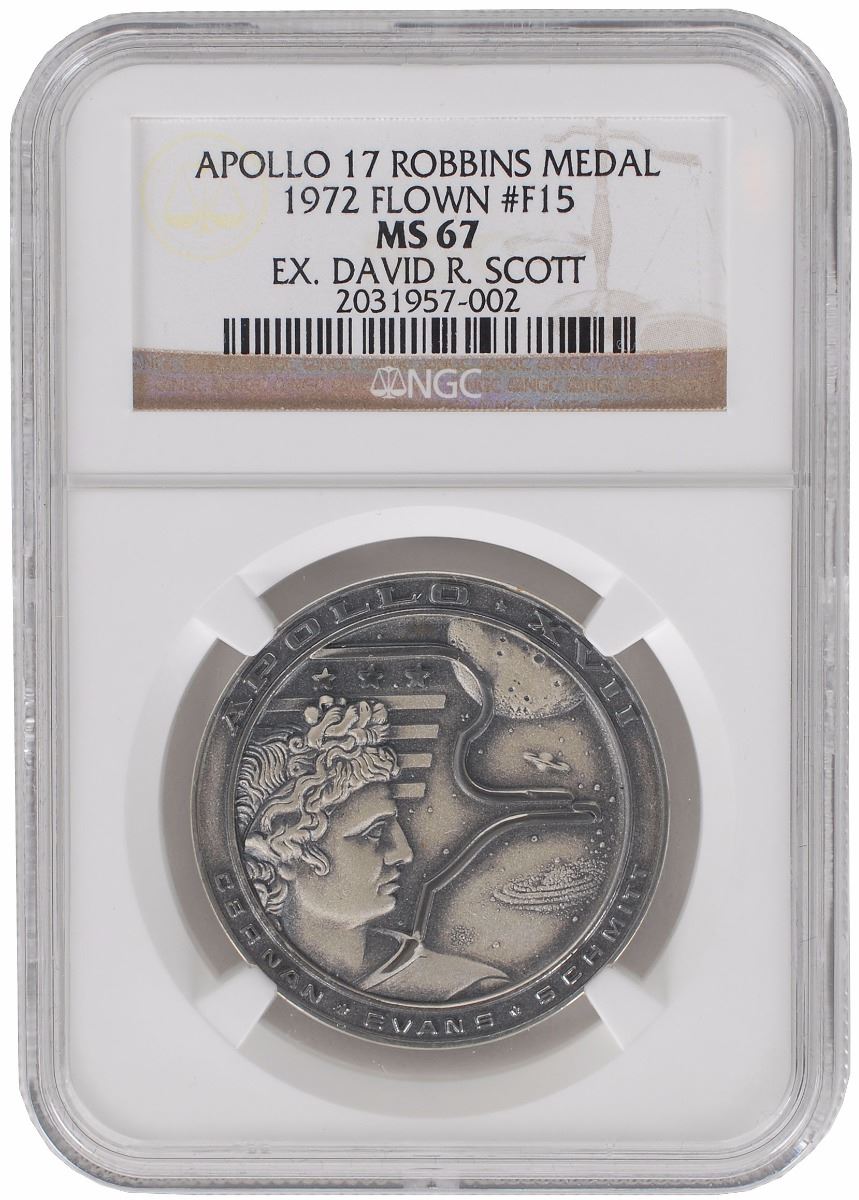 APOLLO 17 ROBBINS MEDAL
1972 FLOWN #F15
MS 67
EX. DAVID R. SCOTT
2031957-002
NGC
APOLLO ★ XVII
CERNAN ★ EVANS ★ SCHMITT